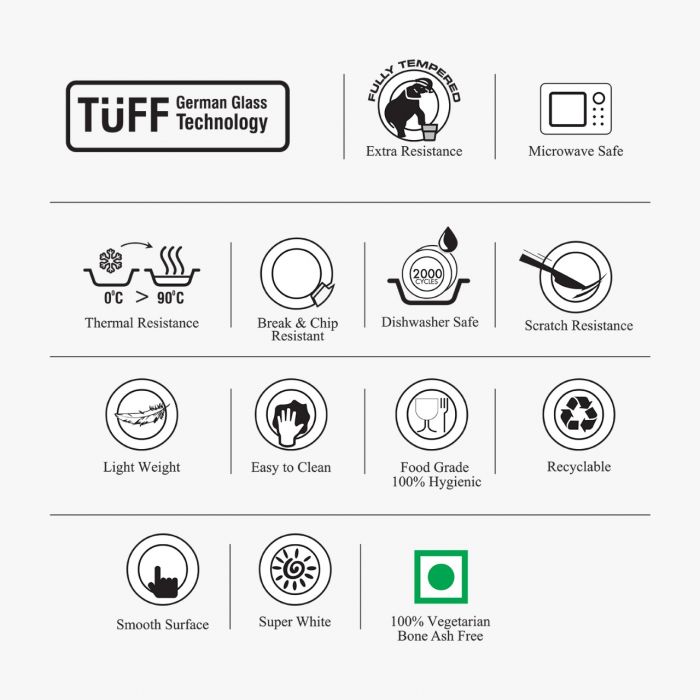 TÜFF German Glass
Technology
FULLY TEMPERED
Extra Resistance
Microwave Safe
0°C > 90°C
Thermal Resistance
Break & Chip
Resistant
2000
CYCLES
Dishwasher Safe
Scratch Resistance
Light Weight
Easy to Clean
Food Grade
100% Hygienic
Recyclable
Smooth Surface
Super White
100% Vegetarian
Bone Ash Free